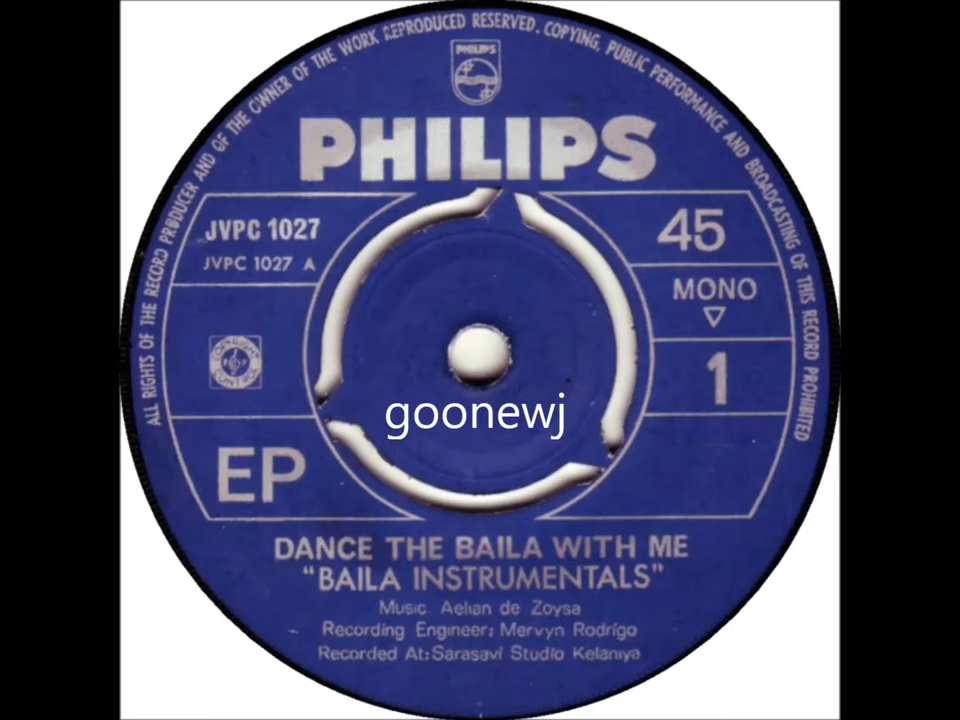 ALL RIGHTS OF THE RECORD PRODUCER AND OF THE OWNER OF THE WORK REPRODUCED RESERVED. COPYING, PUBLIC PERFORMANCE AND BROADCASTING OF THIS RECORD PROHIBITED
PHILIPS
PHILIPS
JVPC 1027
JVPC 1027 A
45
MONO
1
COPYRIGHT
CONTROL
goonewj
EP
DANCE THE BAILA WITH ME
"BAILA INSTRUMENTALS"
Music: Aelian de Zoysa
Recording Engineer: Mervyn Rodrigo
Recorded At: Sarasavi Studio Kelaniya